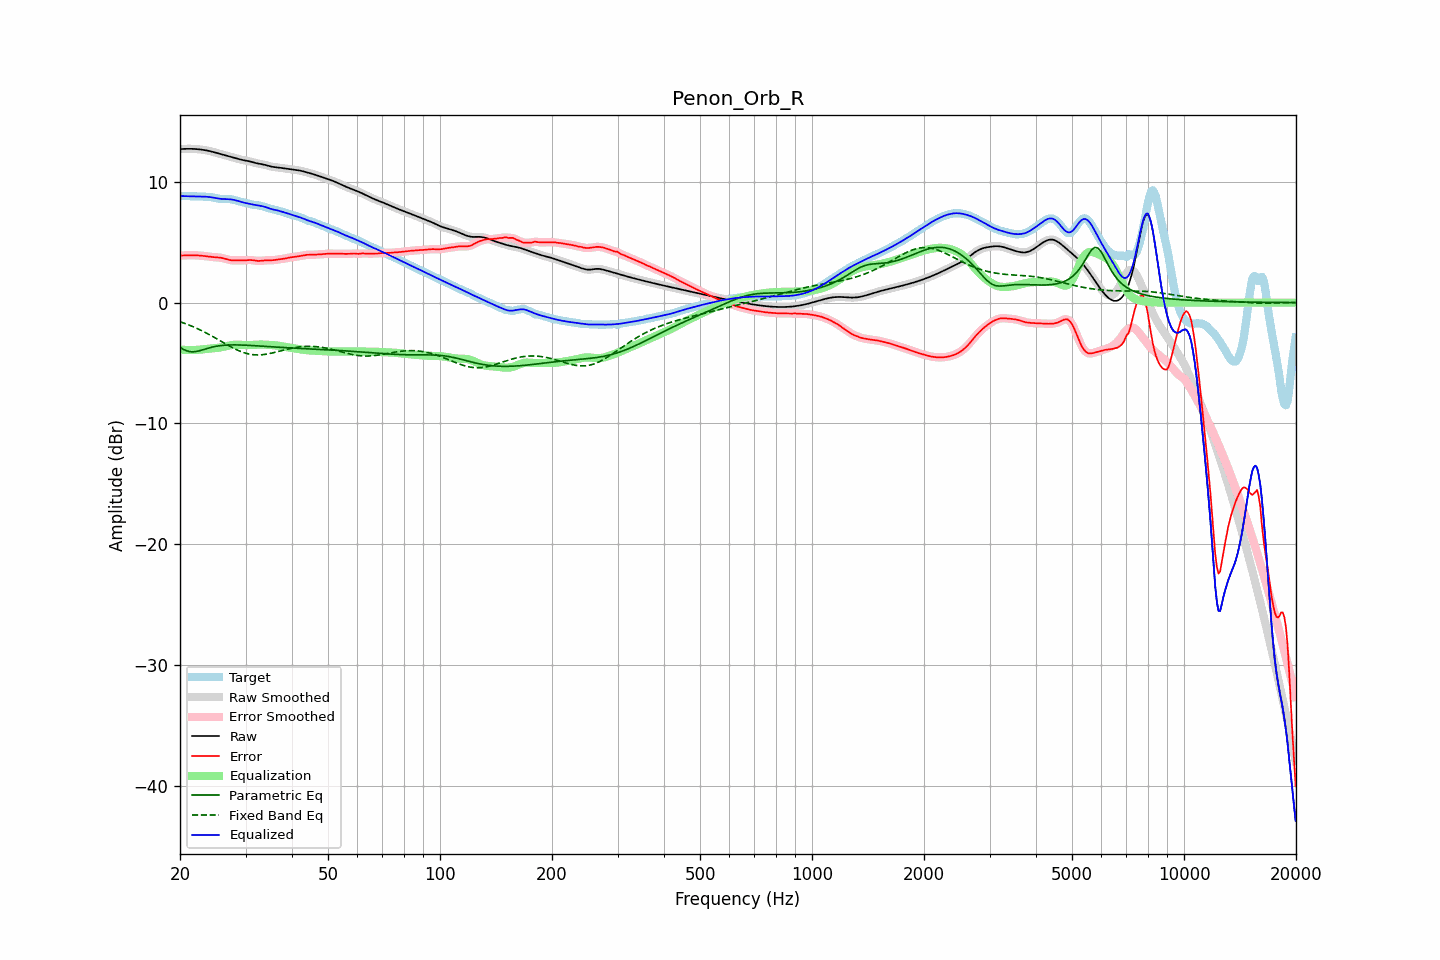 Penon_Orb_R
Amplitude (dBr)
10
0
−10
−20
−30
−40
Target
Raw Smoothed
Error Smoothed
Raw
Error
Equalization
Parametric Eq
Fixed Band Eq
Equalized
20 50 100 200 500 1000 2000 5000 10000 20000
Frequency (Hz)